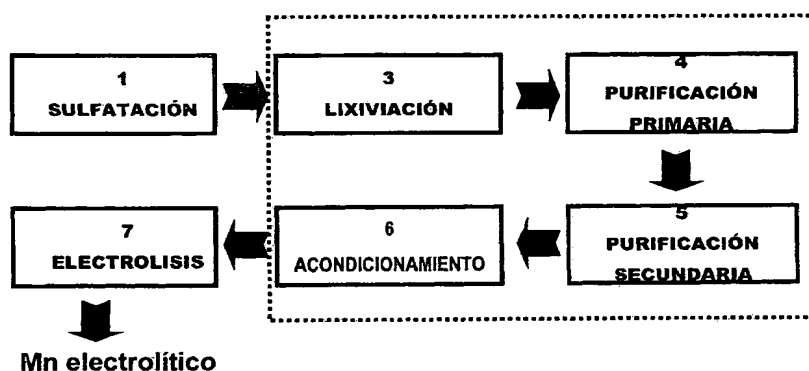 1
SULFATACIÓN
3
LIXIVIACIÓN
4
PURIFICACIÓN
PRIMARIA
5
PURIFICACIÓN
SECUNDARIA
6
ACONDICIONAMIENTO
7
ELECTROLISIS
Mn electrolítico